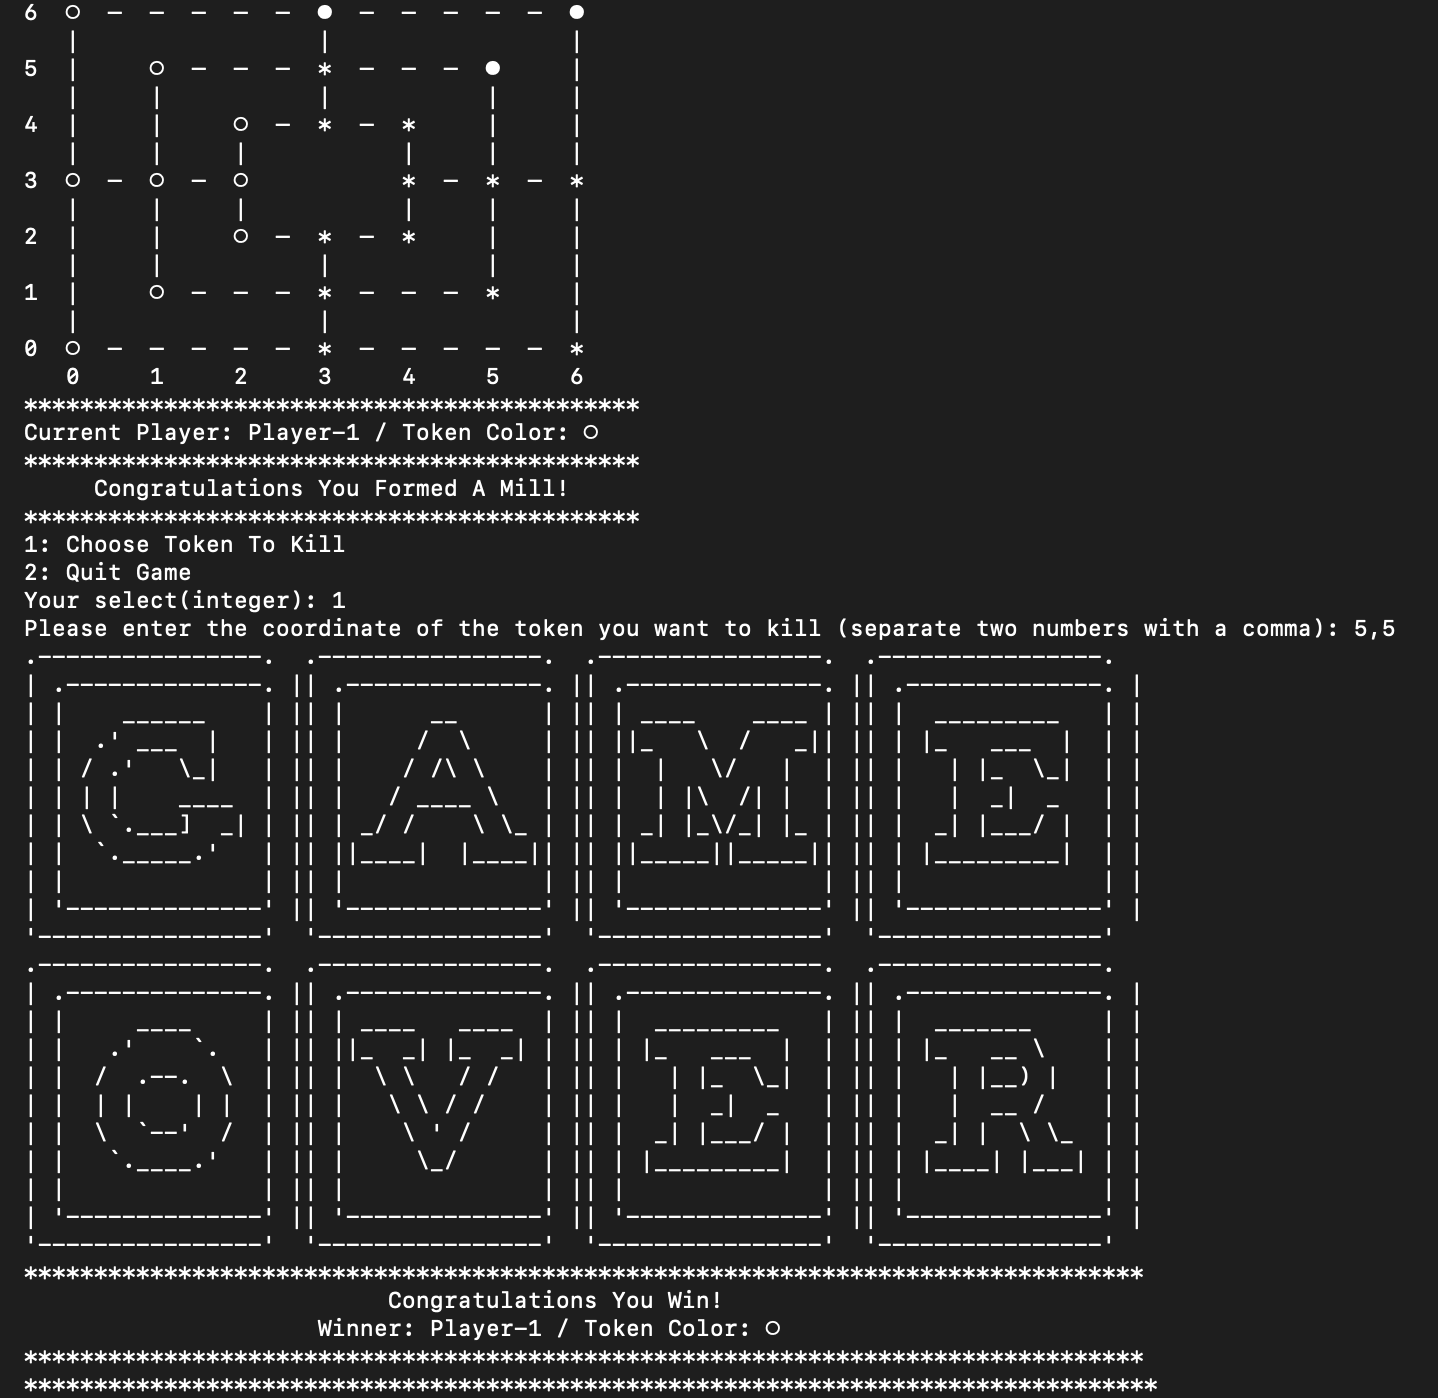 6  ○ — — — — — ● — — — — — ●
   |                 |                 |
5  |     ○ — — — * — — — ●     |
   |     |           |           |     |
4  |     |     ○ — * — *     |     |
   |     |     |           |     |     |
3  ○ — ○ — ○           * — * — *
   |     |     |           |     |     |
2  |     |     ○ — * — *     |     |
   |     |           |           |     |
1  |     ○ — — — * — — — *     |
   |                 |                 |
0  ○ — — — — — * — — — — — *
   0     1     2     3     4     5     6
********************************************
Current Player: Player-1 / Token Color: ○
********************************************
     Congratulations You Formed A Mill!
********************************************
1: Choose Token To Kill
2: Quit Game
Your select(integer): 1
Please enter the coordinate of the token you want to kill (separate two numbers with a comma): 5,5
GAME
OVER
********************************************************************************
                          Congratulations You Win!
                     Winner: Player-1 / Token Color: ○
********************************************************************************
*********************************************************************************